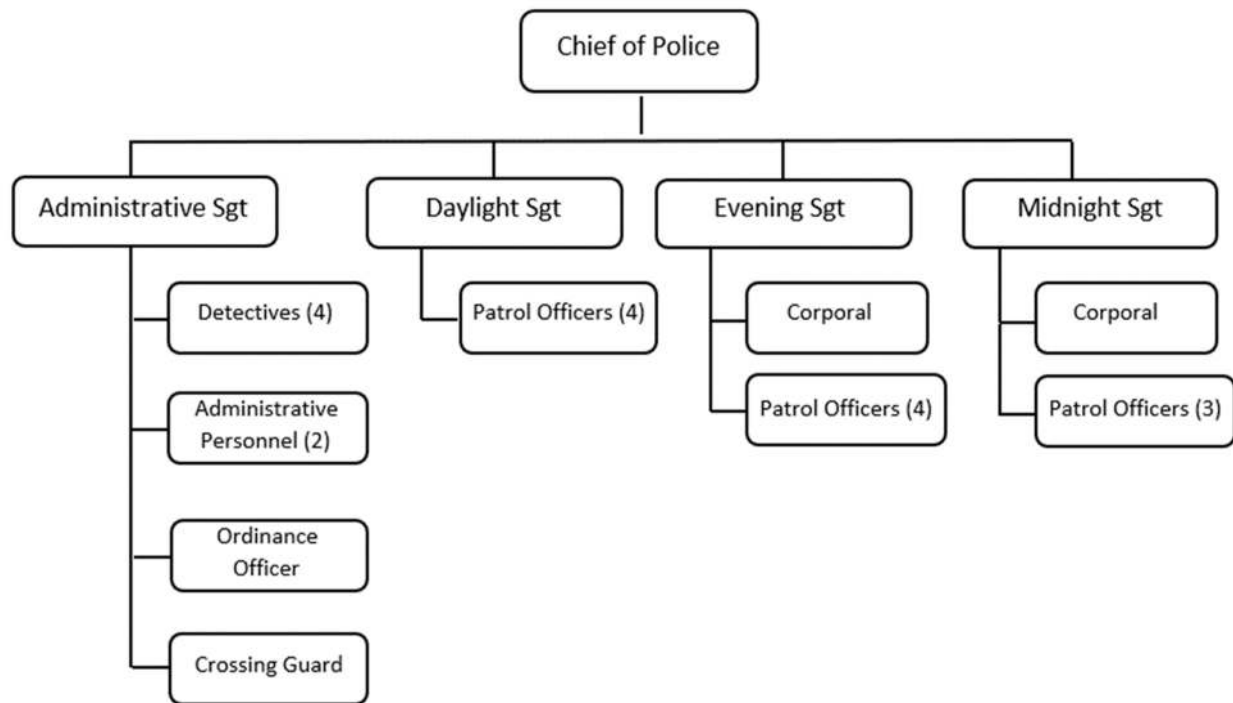 Chief of Police
Administrative Sgt
Daylight Sgt
Evening Sgt
Midnight Sgt
Detectives (4)
Patrol Officers (4)
Corporal
Corporal
Administrative
Personnel (2)
Patrol Officers (4)
Patrol Officers (3)
Ordinance
Officer
Crossing Guard